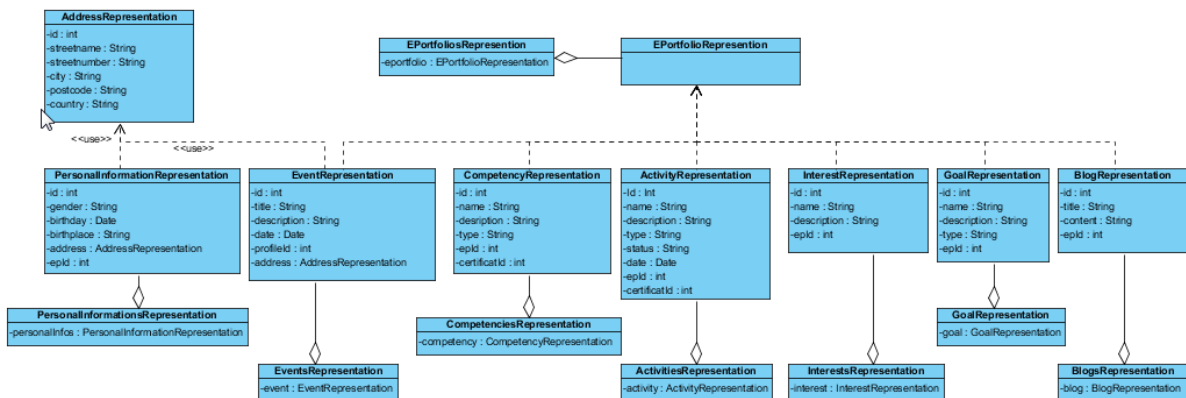 AddressRepresentation
-id : int
-streetname : String
-streetnumber : String
-city : String
-postcode : String
-country : String
EPortfoliosRepresention
-eportfolio : EPortfolioRepresentation
EPortfolioRepresention
<<use>>
<<use>>
PersonalInformationRepresentation
-id : int
-gender : String
-birthday : Date
-birthplace : String
-address : AddressRepresentation
-epId : int
EventRepresentation
-id : int
-title : String
-description : String
-date : Date
-profileId : int
-address : AddressRepresentation
CompetencyRepresentation
-id : int
-name : String
-desription : String
-type : String
-epId : int
-certificatId : int
ActivityRepresentation
-Id : Int
-name : String
-description : String
-type : String
-status : String
-date : Date
-epId : int
-certificatId : int
InterestRepresentation
-id : int
-name : String
-description : String
-epId : int
GoalRepresentation
-id : int
-name : String
-description : String
-type : String
-epId : int
BlogRepresentation
-id : int
-title : String
-content : String
-epId : int
PersonalInformationsRepresentation
-personalInfos : PersonalInformationRepresentation
CompetenciesRepresentation
-competency : CompetencyRepresentation
GoalRepresentation
-goal : GoalRepresentation
EventsRepresentation
-event : EventRepresentation
ActivitiesRepresentation
-activity : ActivityRepresentation
InterestsRepresentation
-interest : InterestRepresentation
BlogsRepresentation
-blog : BlogRepresentation